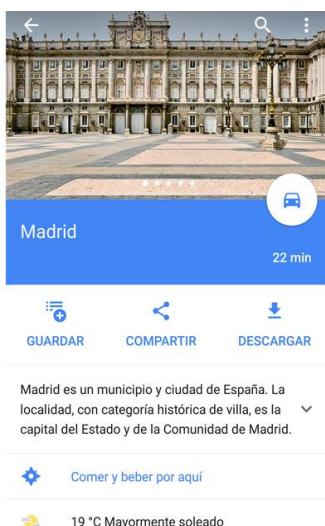 Madrid
22 min
GUARDAR COMPARTIR DESCARGAR
Madrid es un municipio y ciudad de España. La
localidad, con categoría histórica de villa, es la
capital del Estado y de la Comunidad de Madrid.
Comer y beber por aquí
19 °C Mayormente soleado